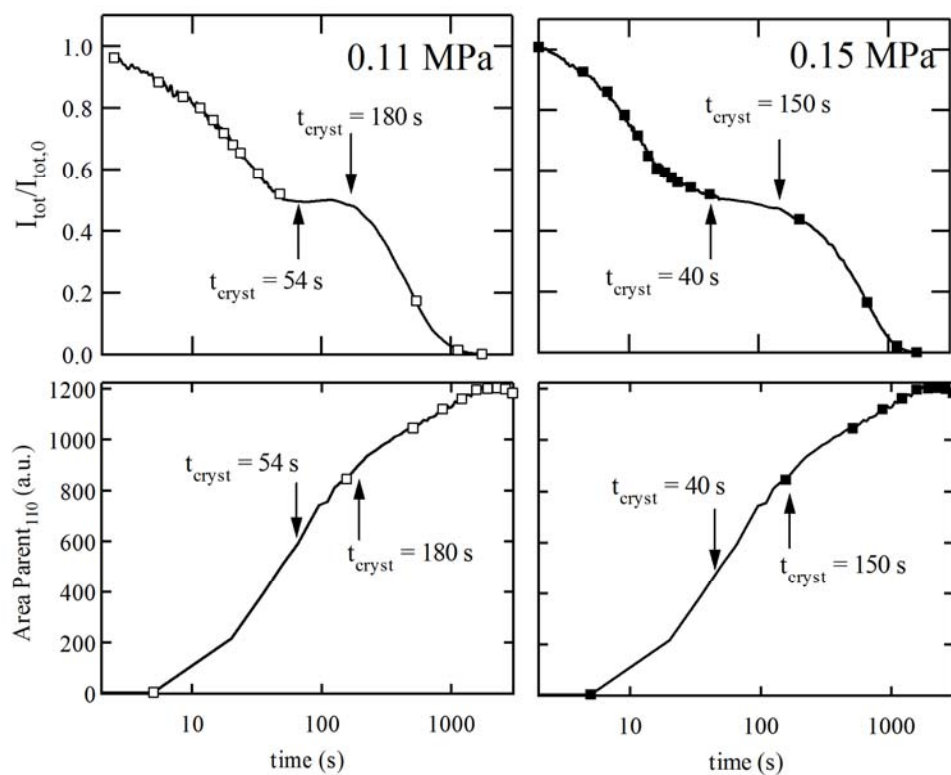 1.0
0.8
0.6
0.4
0.2
0.0
I_tot/I_tot,0
0.11 MPa
t_cryst = 180 s
t_cryst = 54 s
0.15 MPa
t_cryst = 150 s
t_cryst = 40 s
1200
1000
800
600
400
200
0
Area Parent_110 (a.u.)
t_cryst = 54 s
t_cryst = 180 s
10 100 1000
time (s)
t_cryst = 40 s
t_cryst = 150 s
10 100 1000
time (s)